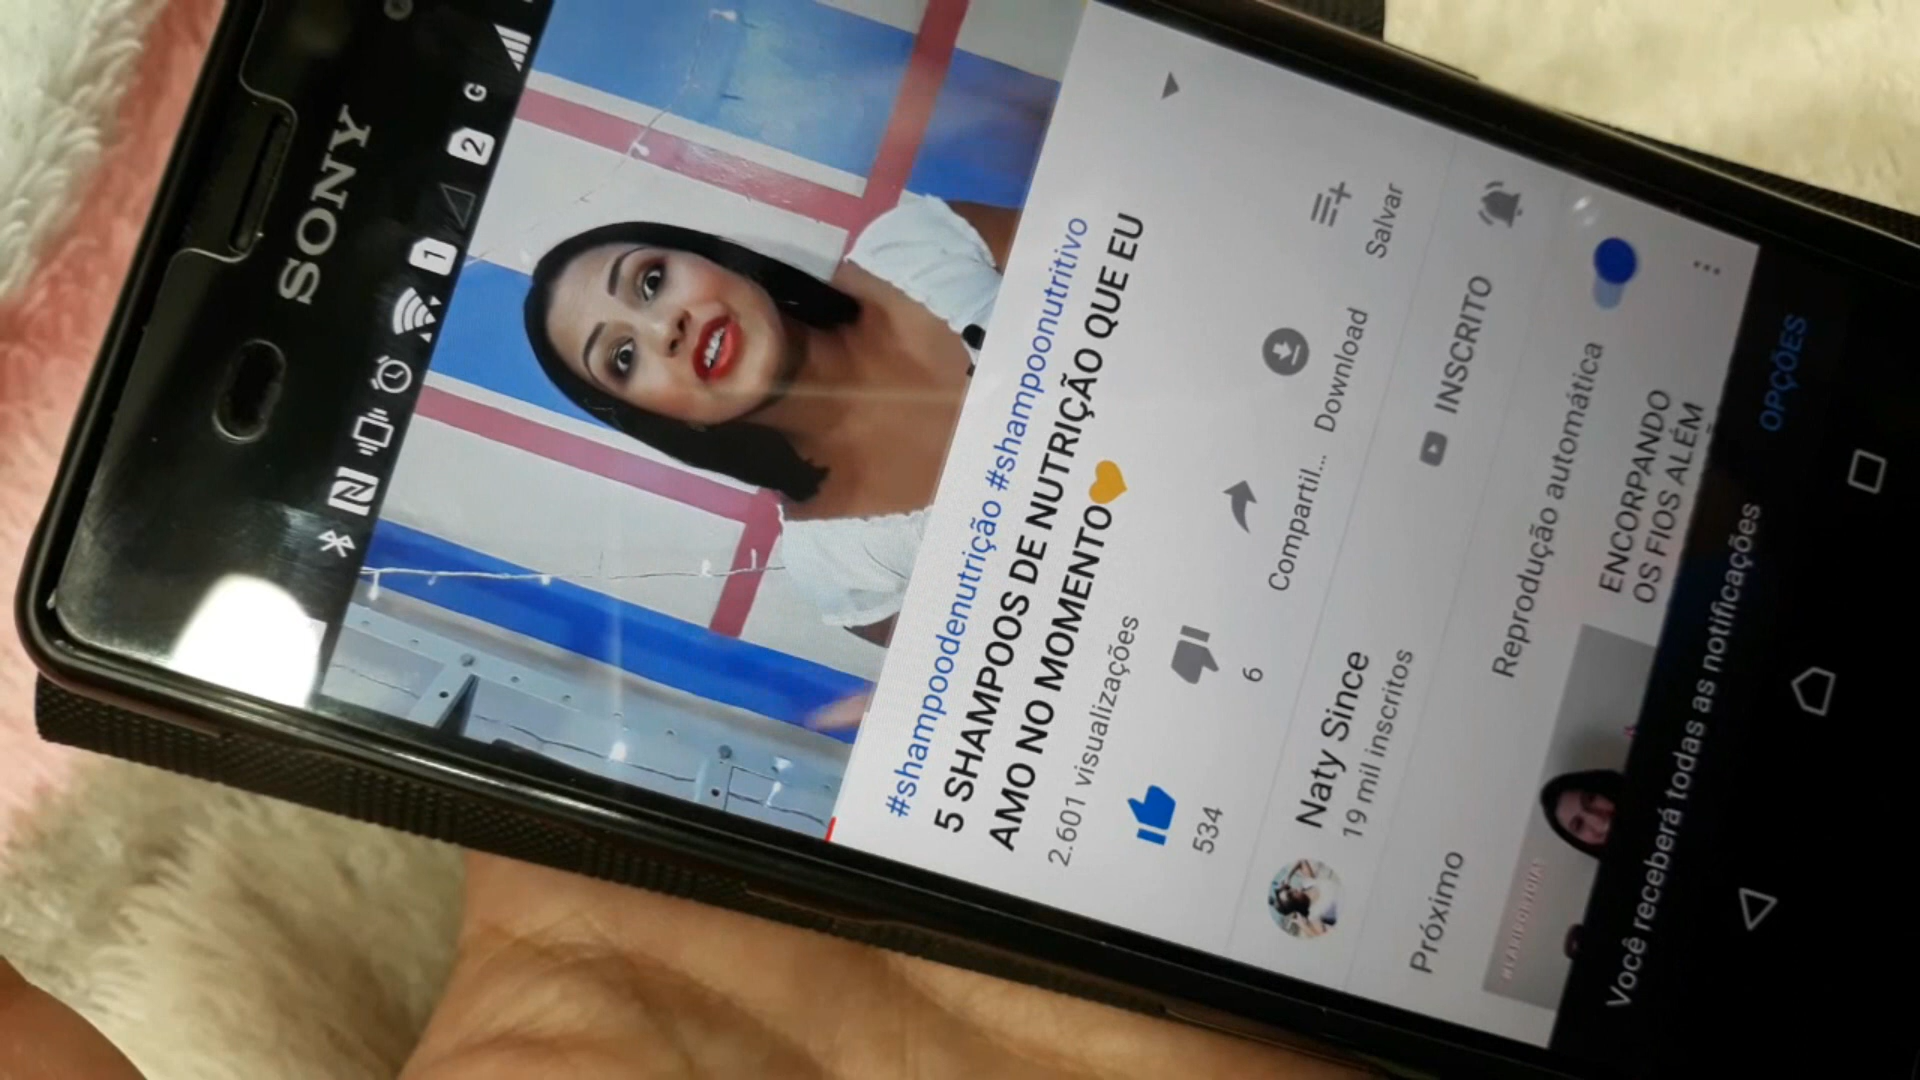 SONY
1
2
G
#shampoodenutrição #shampoonutritivo
5 SHAMPOOS DE NUTRIÇÃO QUE EU
AMO NO MOMENTO
2.601 visualizações
534
6
Compartil...
Download
Salvar
Naty Since
19 mil inscritos
INSCRITO
Próximo
Reprodução automática
ENCORPANDO
OS FIOS ALÉM
Você receberá todas as notificações
OPÇÕES